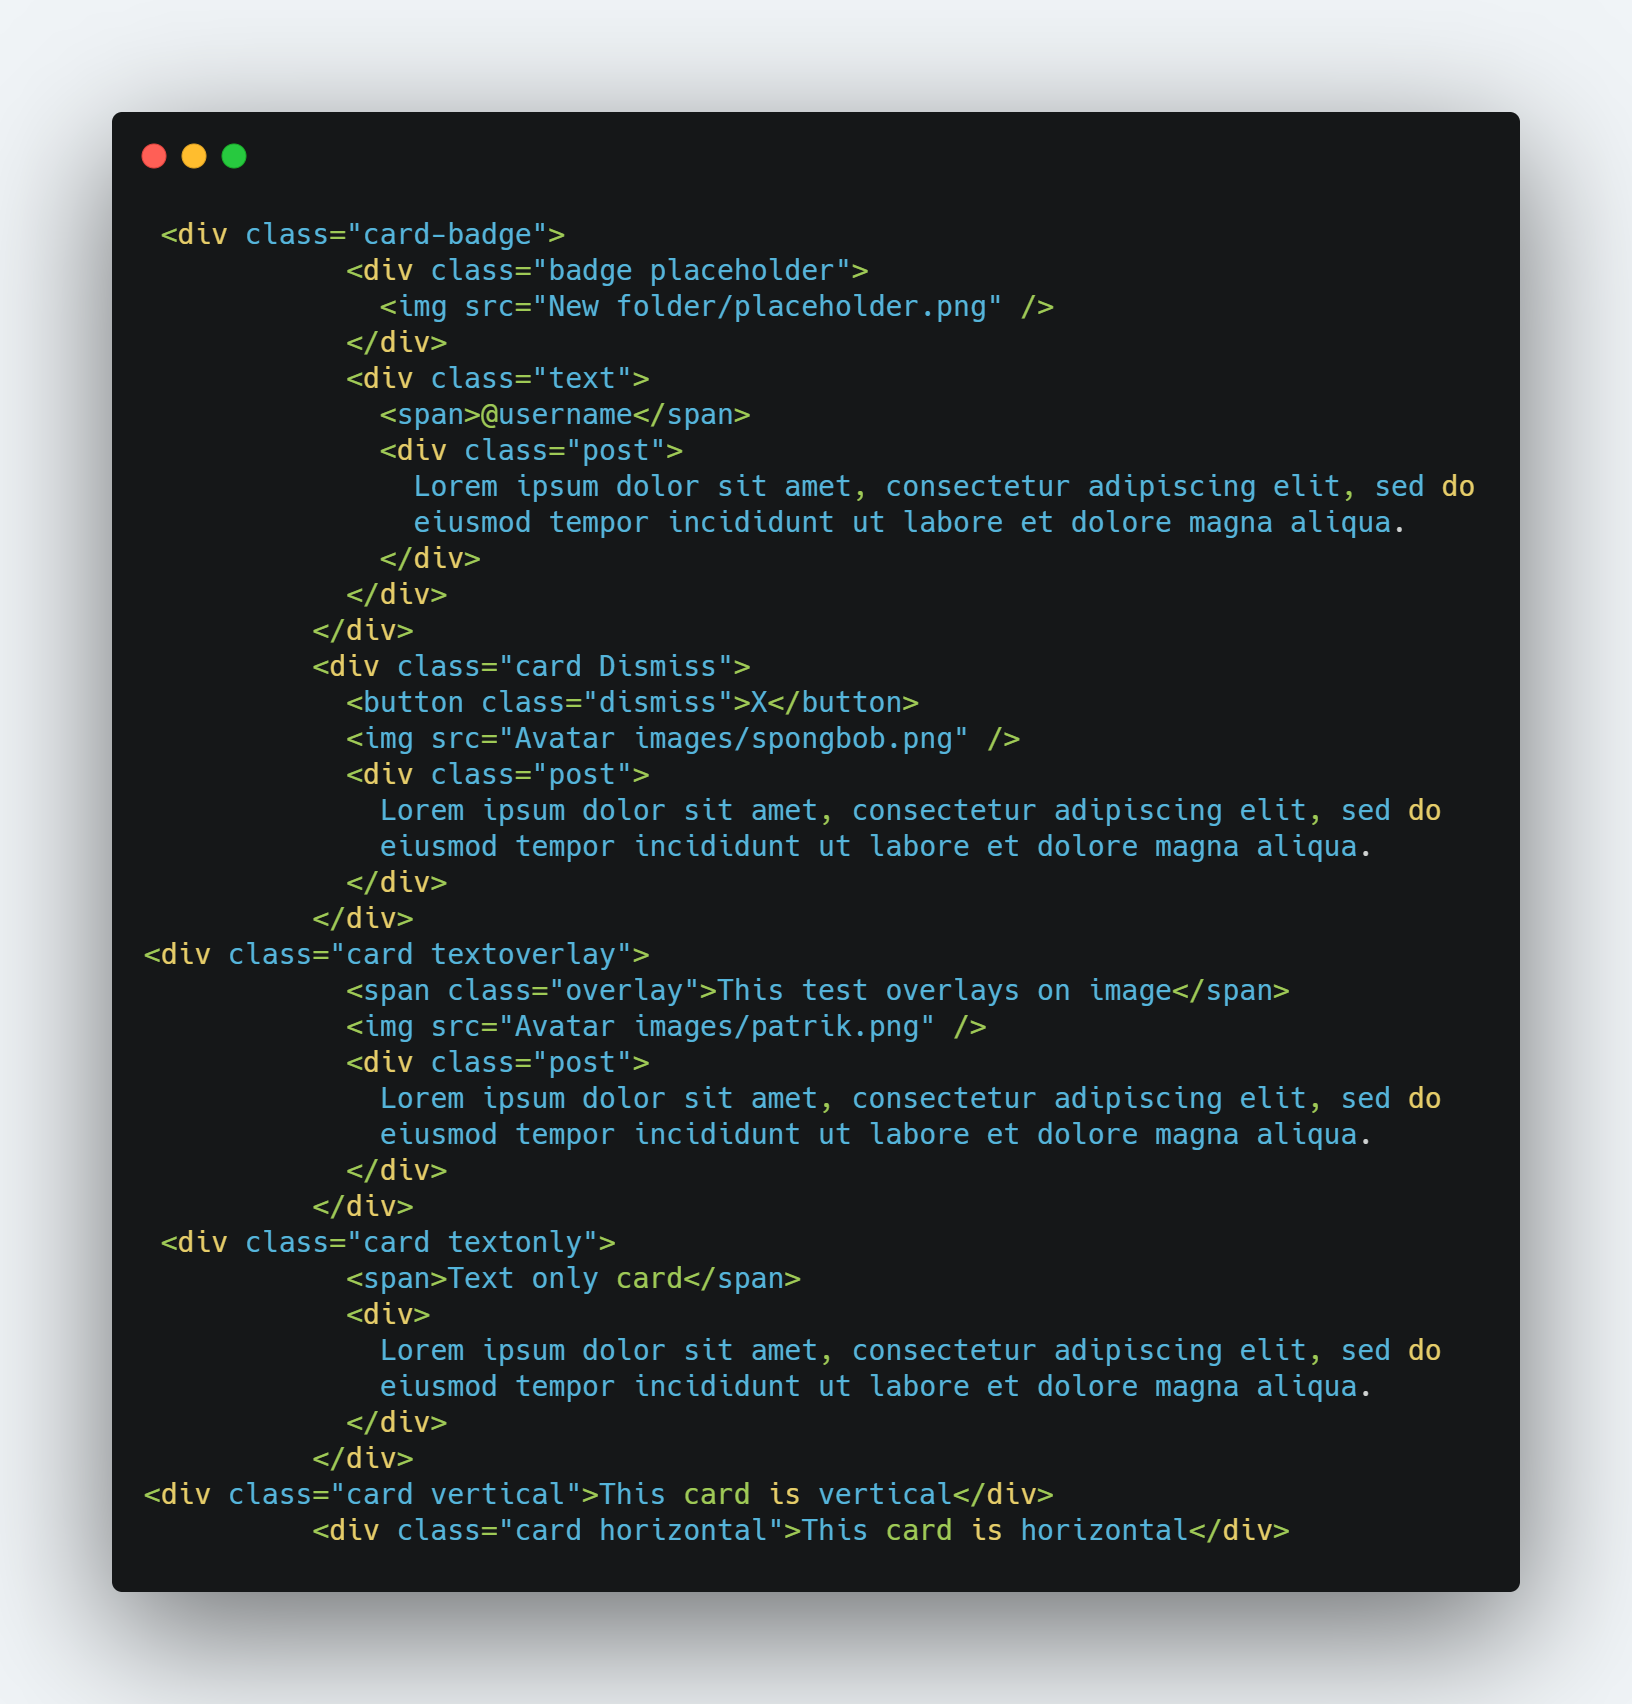 <div class="card-badge">
<div class="badge placeholder">
<img src="New folder/placeholder.png" />
</div>
<div class="text">
<span>@username</span>
<div class="post">
Lorem ipsum dolor sit amet, consectetur adipiscing elit, sed do
eiusmod tempor incididunt ut labore et dolore magna aliqua.
</div>
</div>
</div>
<div class="card Dismiss">
<button class="dismiss">X</button>
<img src="Avatar images/spongbob.png" />
<div class="post">
Lorem ipsum dolor sit amet, consectetur adipiscing elit, sed do
eiusmod tempor incididunt ut labore et dolore magna aliqua.
</div>
</div>
<div class="card textoverlay">
<span class="overlay">This test overlays on image</span>
<img src="Avatar images/patrik.png" />
<div class="post">
Lorem ipsum dolor sit amet, consectetur adipiscing elit, sed do
eiusmod tempor incididunt ut labore et dolore magna aliqua.
</div>
</div>
<div class="card textonly">
<span>Text only card</span>
<div>
Lorem ipsum dolor sit amet, consectetur adipiscing elit, sed do
eiusmod tempor incididunt ut labore et dolore magna aliqua.
</div>
</div>
<div class="card vertical">This card is vertical</div>
<div class="card horizontal">This card is horizontal</div>